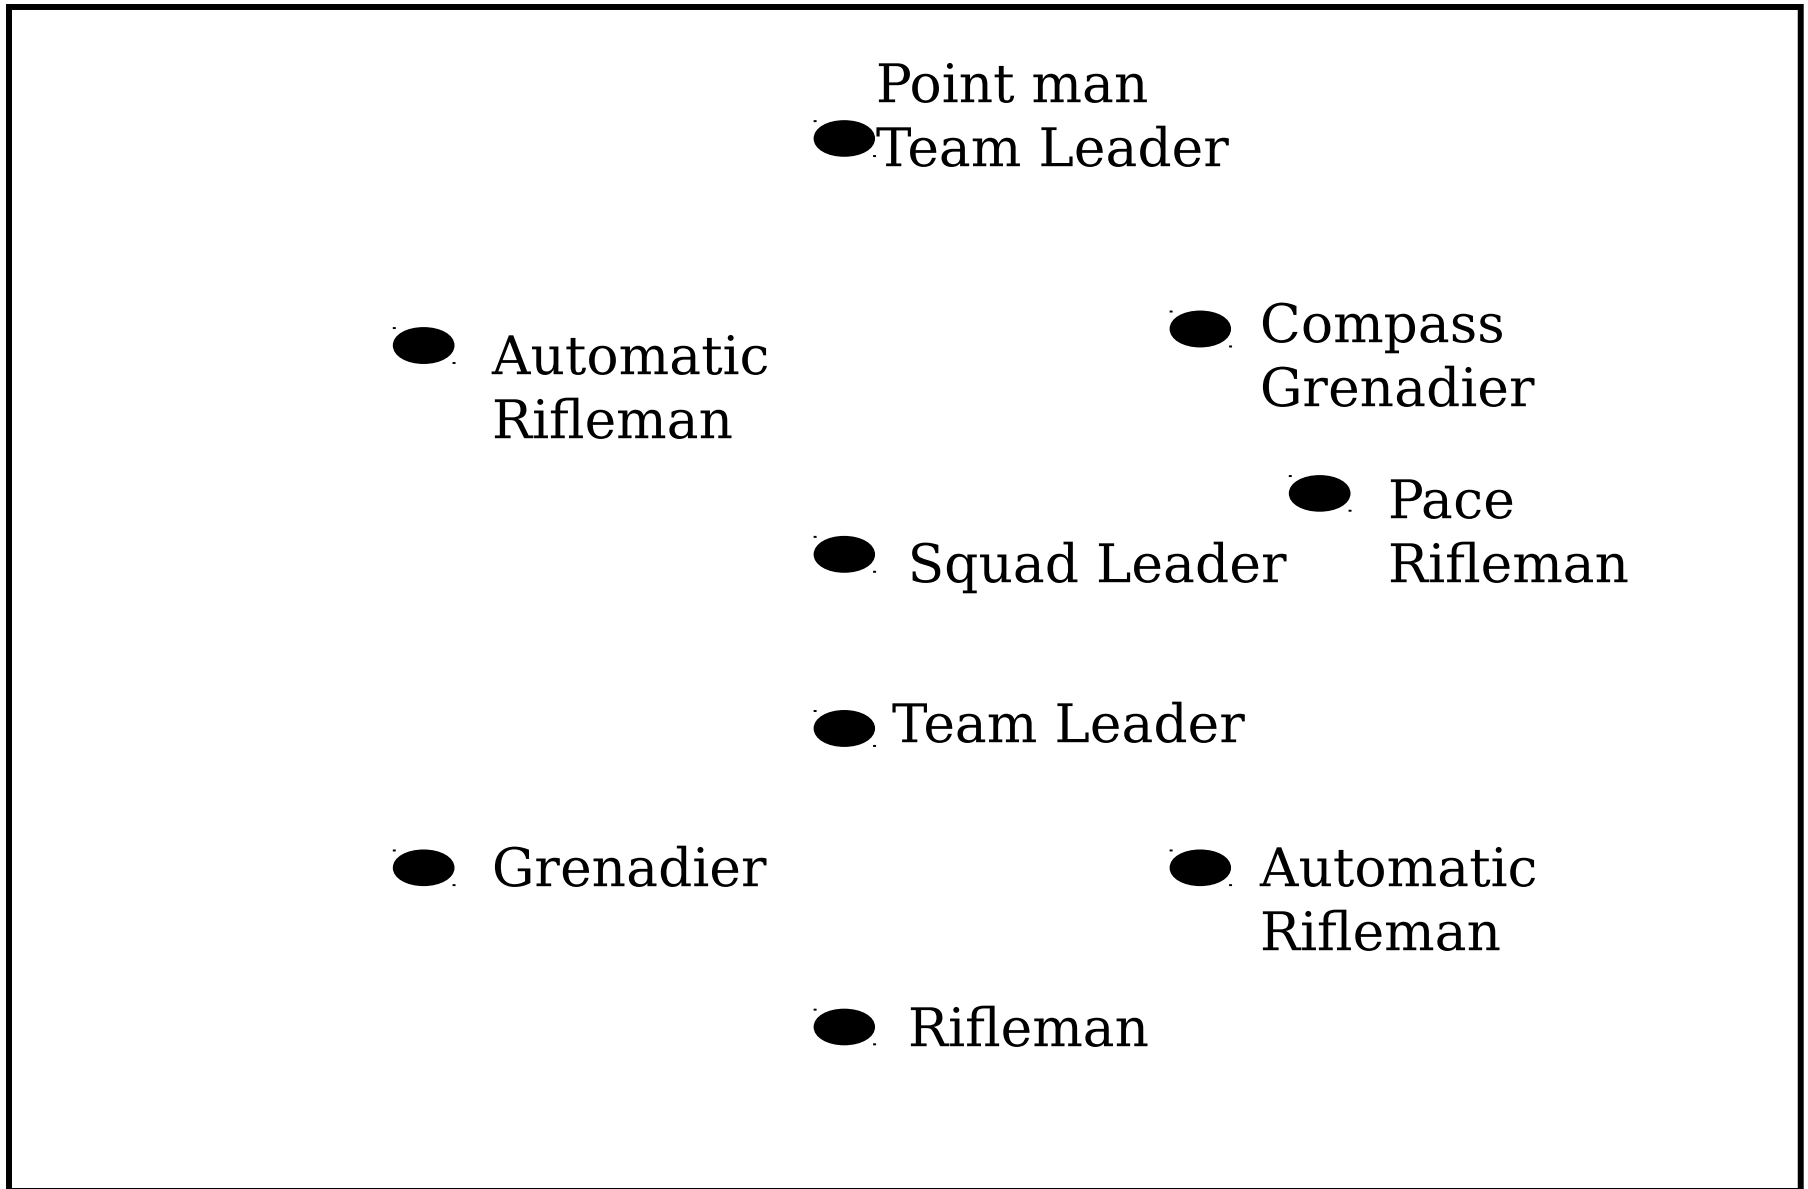 Point man
Team Leader
Automatic
Rifleman
Compass
Grenadier
Pace
Rifleman
Squad Leader
Team Leader
Grenadier
Automatic
Rifleman
Rifleman